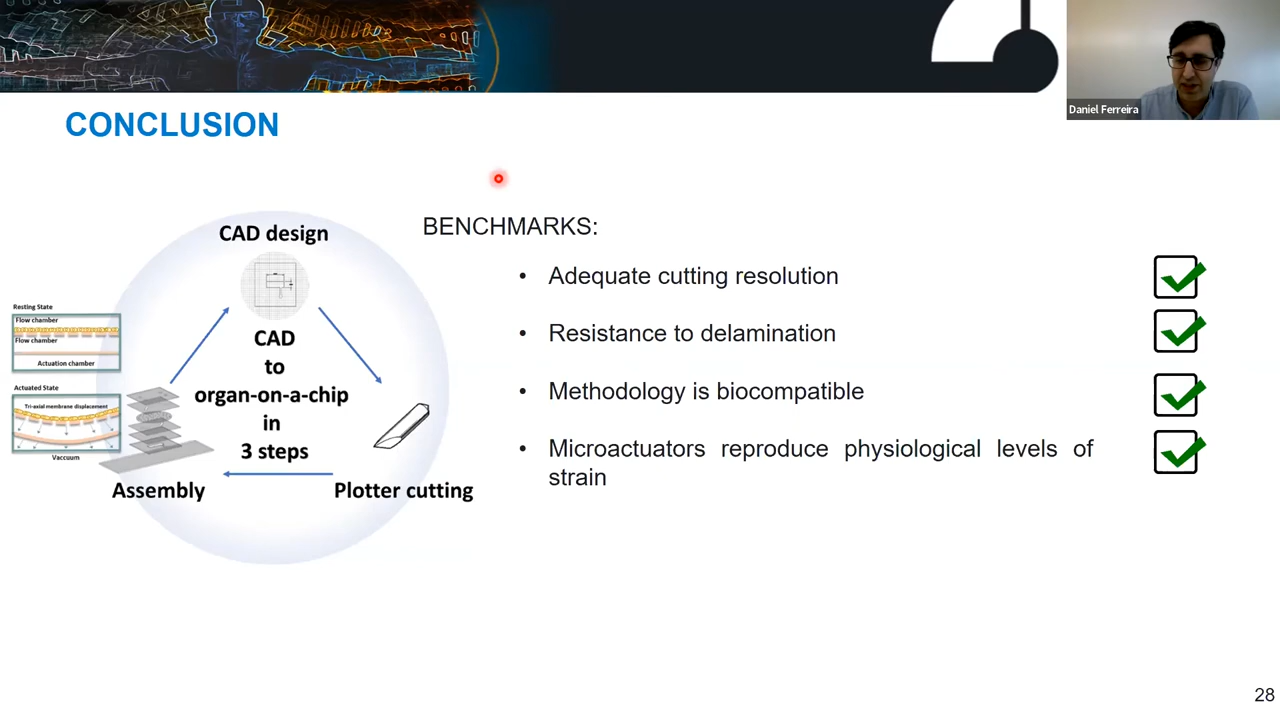 Daniel Ferreira
CONCLUSION
BENCHMARKS:
• Adequate cutting resolution
• Resistance to delamination
• Methodology is biocompatible
• Microactuators reproduce physiological levels of
strain
CAD design
CAD
to
organ-on-a-chip
in
3 steps
Assembly
Plotter cutting
Resting State
Flow chamber
Flow chamber
Actuation chamber
Actuated State
Tri-axial membrane displacement
Vaccuum
28